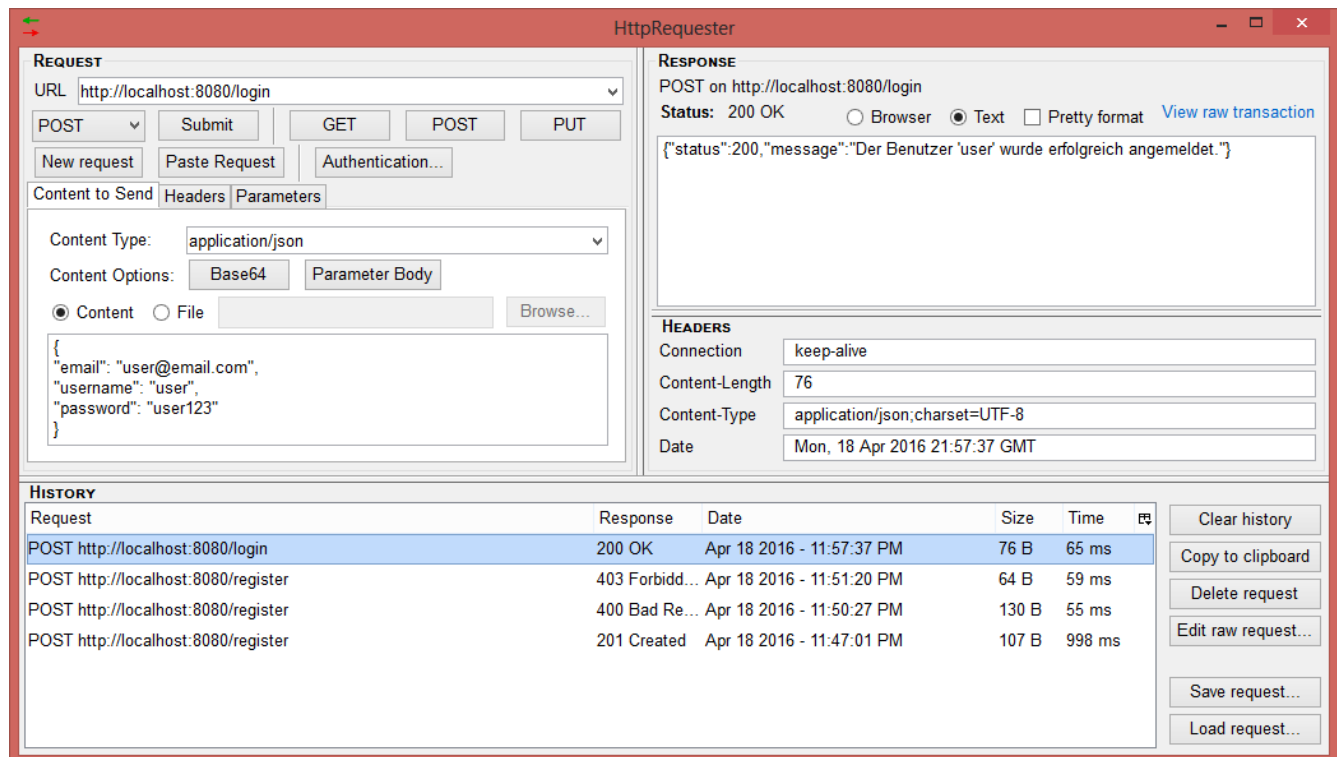 HttpRequester
REQUEST
URL http://localhost:8080/login
POST Submit GET POST PUT
New request Paste Request Authentication...
Content to Send Headers Parameters
Content Type: application/json
Content Options: Base64 Parameter Body
Content File Browse...
{
"email": "user@email.com",
"username": "user",
"password": "user123"
}
RESPONSE
POST on http://localhost:8080/login
Status: 200 OK Browser Text Pretty format View raw transaction
{"status":200,"message":"Der Benutzer 'user' wurde erfolgreich angemeldet."}
HEADERS
Connection keep-alive
Content-Length 76
Content-Type application/json;charset=UTF-8
Date Mon, 18 Apr 2016 21:57:37 GMT
HISTORY
Request Response Date Size Time
POST http://localhost:8080/login 200 OK Apr 18 2016 - 11:57:37 PM 76 B 65 ms
POST http://localhost:8080/register 403 Forbidd... Apr 18 2016 - 11:51:20 PM 64 B 59 ms
POST http://localhost:8080/register 400 Bad Re... Apr 18 2016 - 11:50:27 PM 130 B 55 ms
POST http://localhost:8080/register 201 Created Apr 18 2016 - 11:47:01 PM 107 B 998 ms
Clear history
Copy to clipboard
Delete request
Edit raw request...
Save request...
Load request...